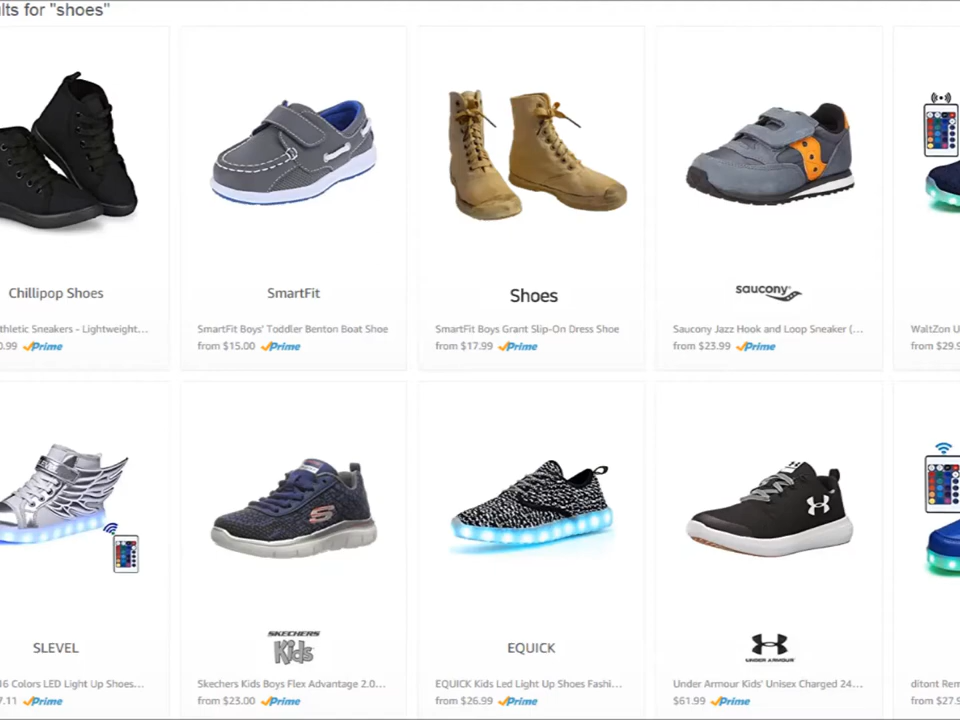 lts for "shoes"
Chillipop Shoes
SmartFit
Shoes
saucony
thletic Sneakers - Lightweight...
SmartFit Boys' Toddler Benton Boat Shoe
SmartFit Boys Grant Slip-On Dress Shoe
Saucony Jazz Hook and Loop Sneaker (...
WaltZon U
0.99 Prime
from $15.00 Prime
from $17.99 Prime
from $23.99 Prime
from $29.9
SLEVEL
SKECHERS
Kids
EQUICK
UNDER ARMOUR
16 Colors LED Light Up Shoes...
Skechers Kids Boys Flex Advantage 2.0...
EQUICK Kids Led Light Up Shoes Fashi...
Under Armour Kids' Unisex Charged 24...
ditont Rem
7.11 Prime
from $23.00 Prime
from $26.99 Prime
$61.99 Prime
from $27.9